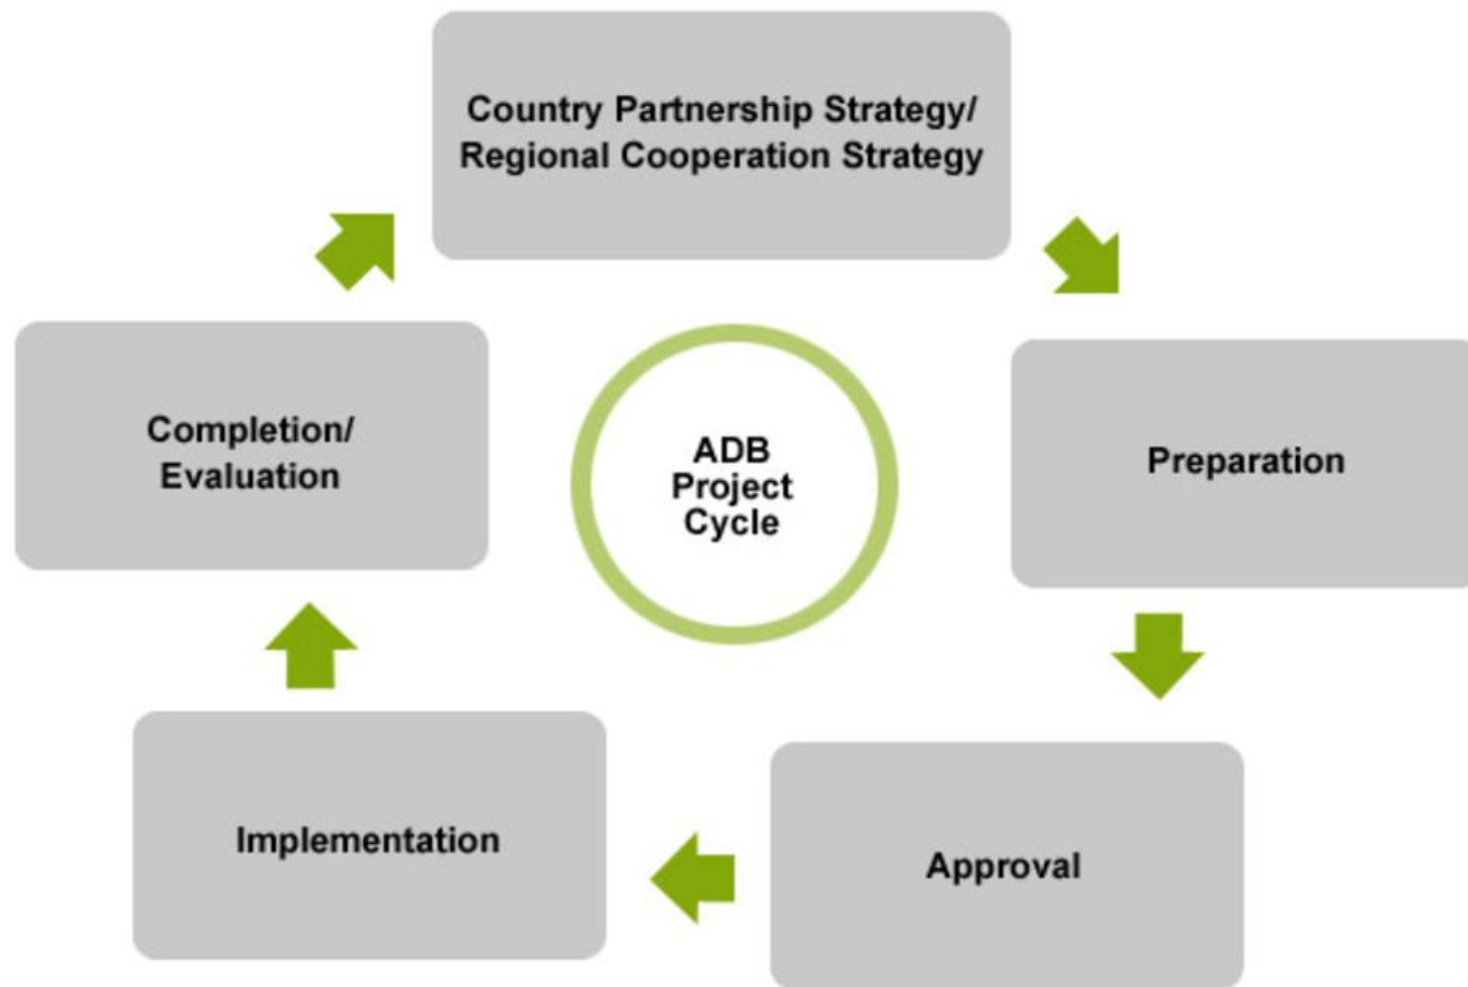 Country Partnership Strategy/
Regional Cooperation Strategy
Preparation
Approval
Implementation
Completion/
Evaluation
ADB
Project
Cycle